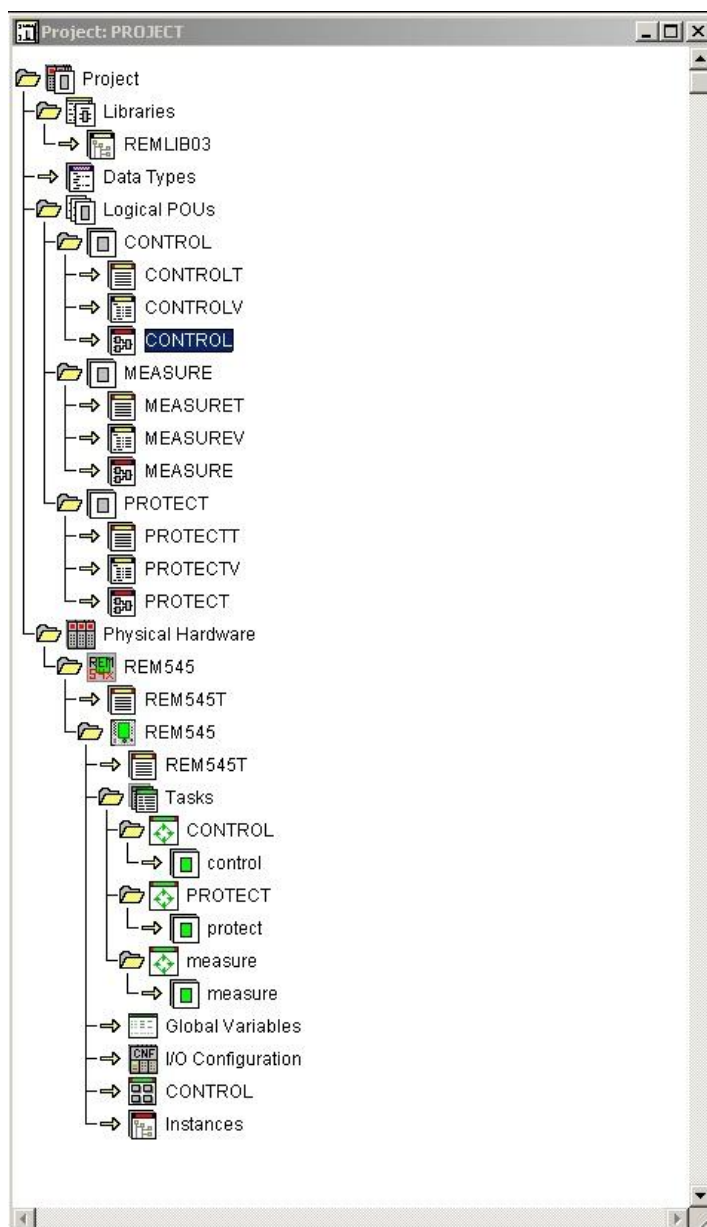 Project: PROJECT
Project
Libraries
REMLIB03
Data Types
Logical POUs
CONTROL
CONTROLT
CONTROLV
CONTROL
MEASURE
MEASURET
MEASUREV
MEASURE
PROTECT
PROTECTT
PROTECTV
PROTECT
Physical Hardware
REM545
REM545T
REM545
REM545T
Tasks
CONTROL
control
PROTECT
protect
measure
measure
Global Variables
CNF I/O Configuration
CONTROL
Instances